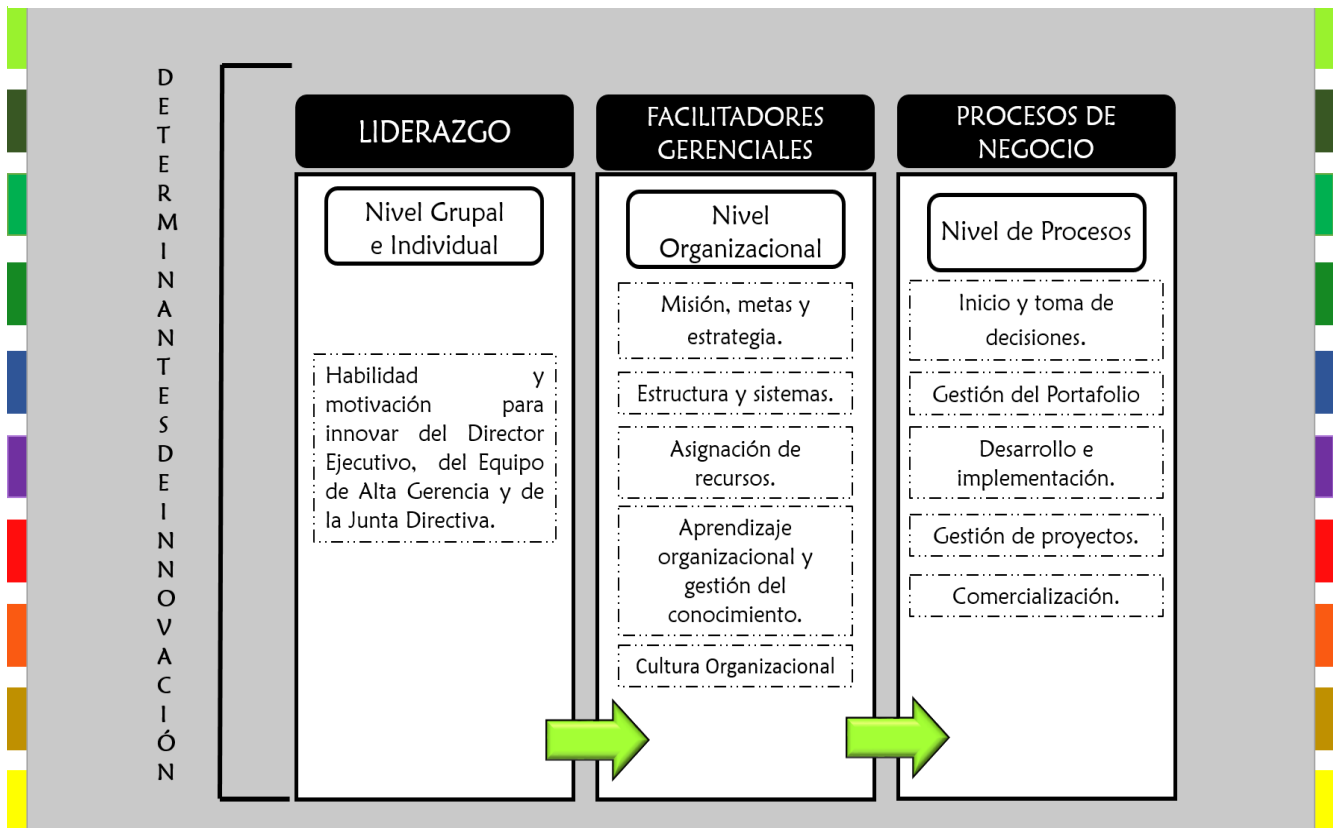 DETERMINANTES DE INNOVACIÓN
LIDERAZGO
Nivel Grupal
e Individual
Habilidad y
motivación para
innovar del Director
Ejecutivo, del Equipo
de Alta Gerencia y de
la Junta Directiva.
FACILITADORES
GERENCIALES
Nivel
Organizacional
Misión, metas y
estrategia.
Estructura y sistemas.
Asignación de
recursos.
Aprendizaje
organizacional y
gestión del
conocimiento.
Cultura Organizacional
PROCESOS DE
NEGOCIO
Nivel de Procesos
Inicio y toma de
decisiones.
Gestión del Portafolio
Desarrollo e
implementación.
Gestión de proyectos.
Comercialización.